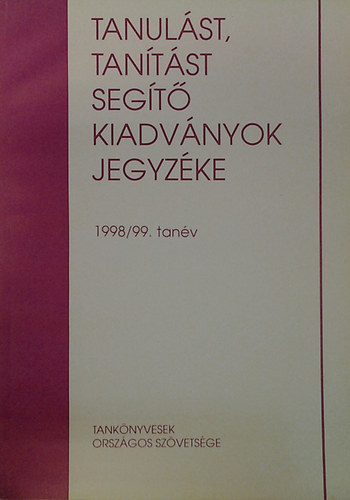 TANULÁST,
TANÍTÁST
SEGÍTŐ
KIADVÁNYOK
JEGYZÉKE
1998/99. tanév
TANKÖNYVESEK
ORSZÁGOS SZÖVETSÉGE